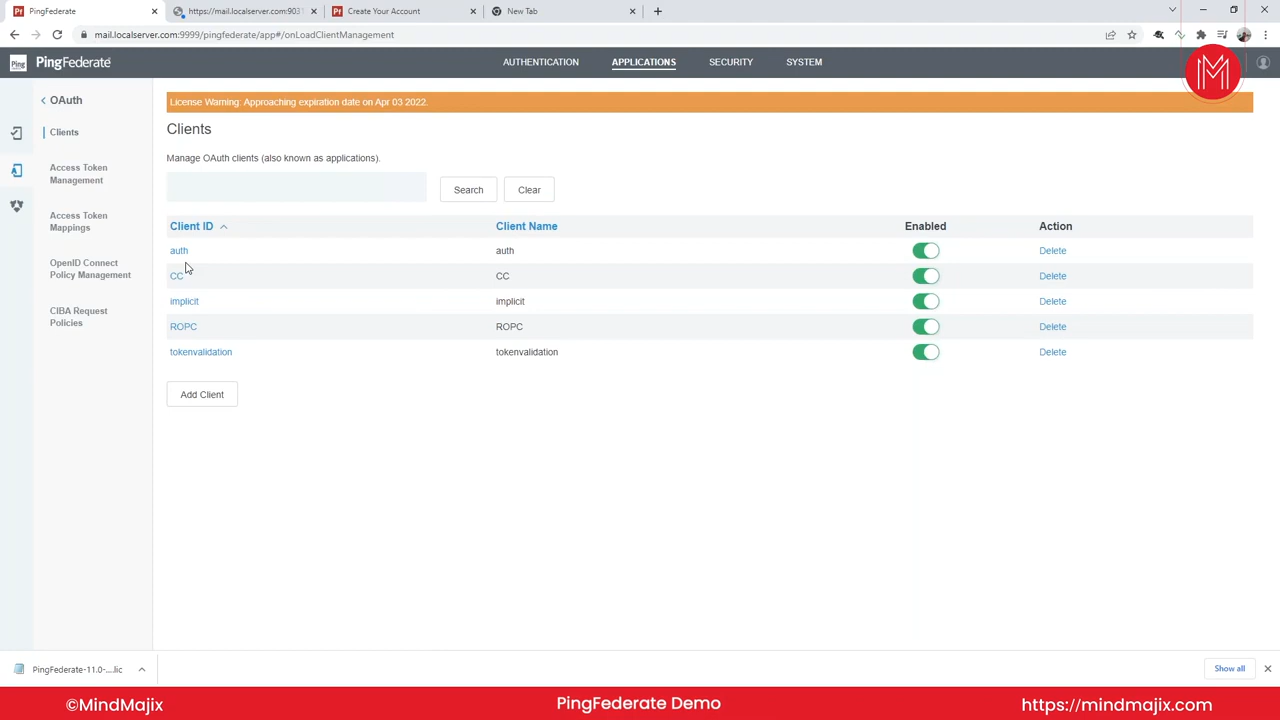 PingFederate
https://mail.localserver.com:9031
Create Your Account
New Tab
mail.localserver.com:9999/pingfederate/app#/onLoadClientManagement
Ping
PingFederate
AUTHENTICATION
APPLICATIONS
SECURITY
SYSTEM
OAuth
Clients
Access Token
Management
Access Token
Mappings
OpenID Connect
Policy Management
CIBA Request
Policies
License Warning: Approaching expiration date on Apr 03 2022.
Clients
Manage OAuth clients (also known as applications).
Search
Clear
Client ID Client Name Enabled Action
auth auth Delete
CC CC Delete
implicit implicit Delete
ROPC ROPC Delete
tokenvalidation tokenvalidation Delete
Add Client
PingFederate-11.0-....lic
Show all
©MindMajix
PingFederate Demo
https://mindmajix.com